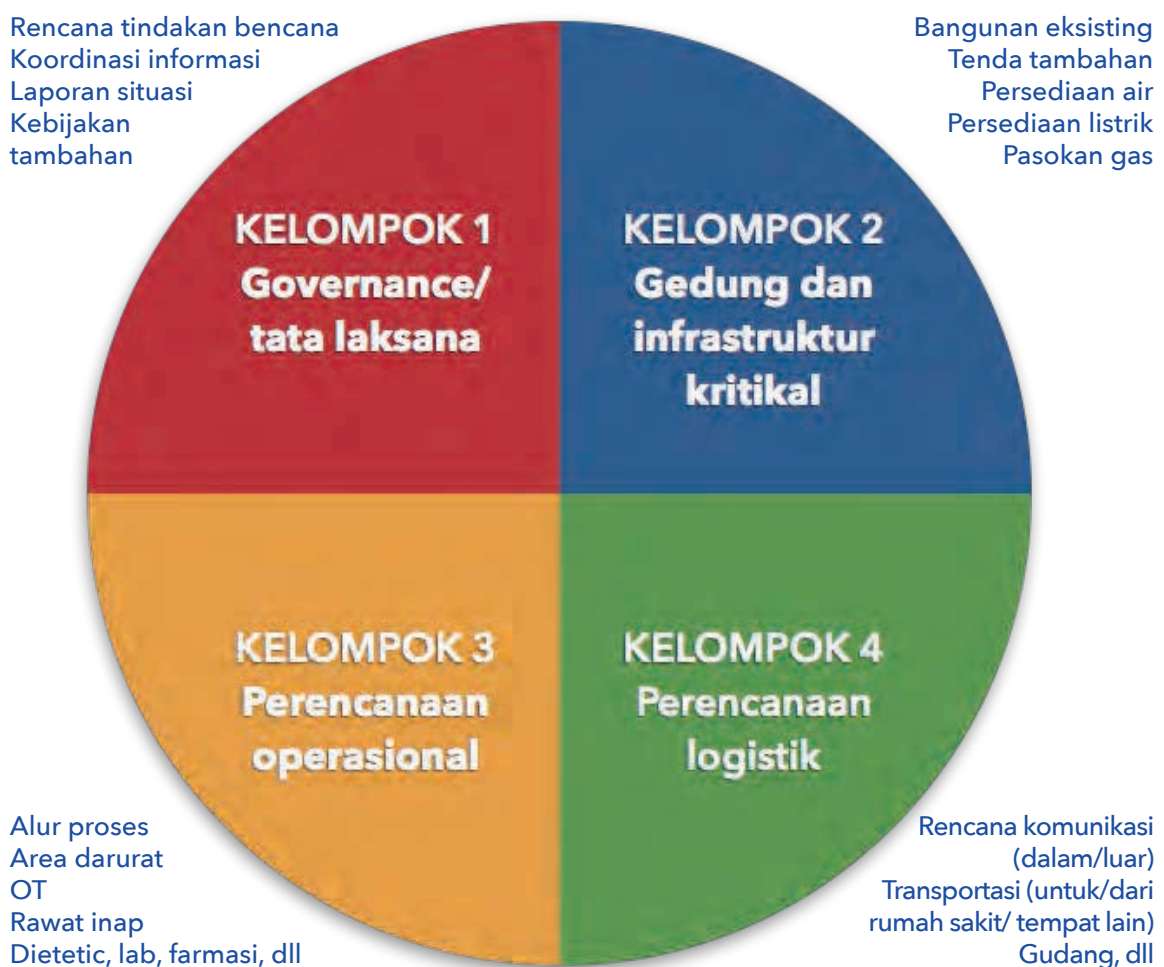 Rencana tindakan bencana
Koordinasi informasi
Laporan situasi
Kebijakan
tambahan
Bangunan eksisting
Tenda tambahan
Persediaan air
Persediaan listrik
Pasokan gas
KELOMPOK 1
Governance/
tata laksana
KELOMPOK 2
Gedung dan
infrastruktur
kritikal
KELOMPOK 3
Perencanaan
operasional
KELOMPOK 4
Perencanaan
logistik
Alur proses
Area darurat
OT
Rawat inap
Dietetic, lab, farmasi, dll
Rencana komunikasi
(dalam/luar)
Transportasi (untuk/dari
rumah sakit/ tempat lain)
Gudang, dll